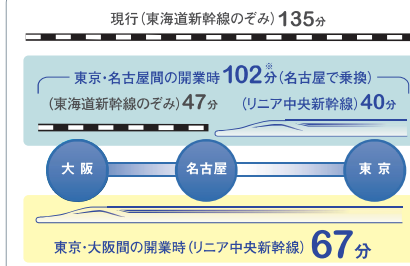 現行(東海道新幹線のぞみ)135分
東京・名古屋間の開業時102分※(名古屋で乗換)
(東海道新幹線のぞみ)47分 (リニア中央新幹線)40分
大阪 名古屋 東京
東京・大阪間の開業時(リニア中央新幹線)67分